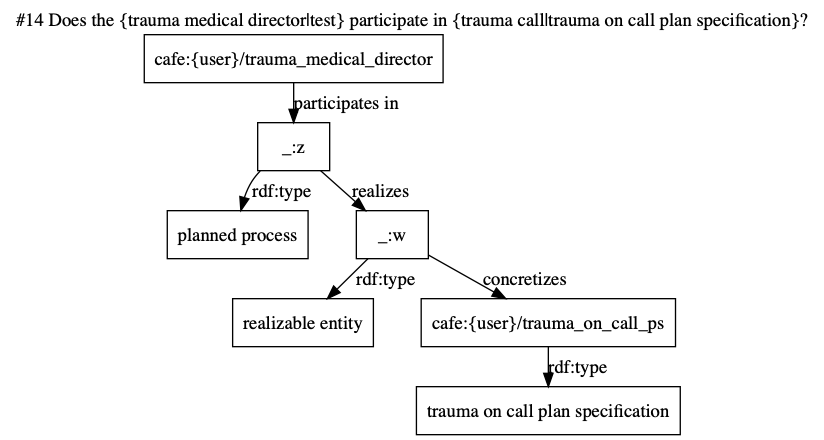 #14 Does the {trauma medical director|test} participate in {trauma call|trauma on call plan specification}?
cafe:{user}/trauma_medical_director
participates in
_:z
rdf:type
realizes
planned process
_:w
rdf:type
concretizes
realizable entity
cafe:{user}/trauma_on_call_ps
rdf:type
trauma on call plan specification